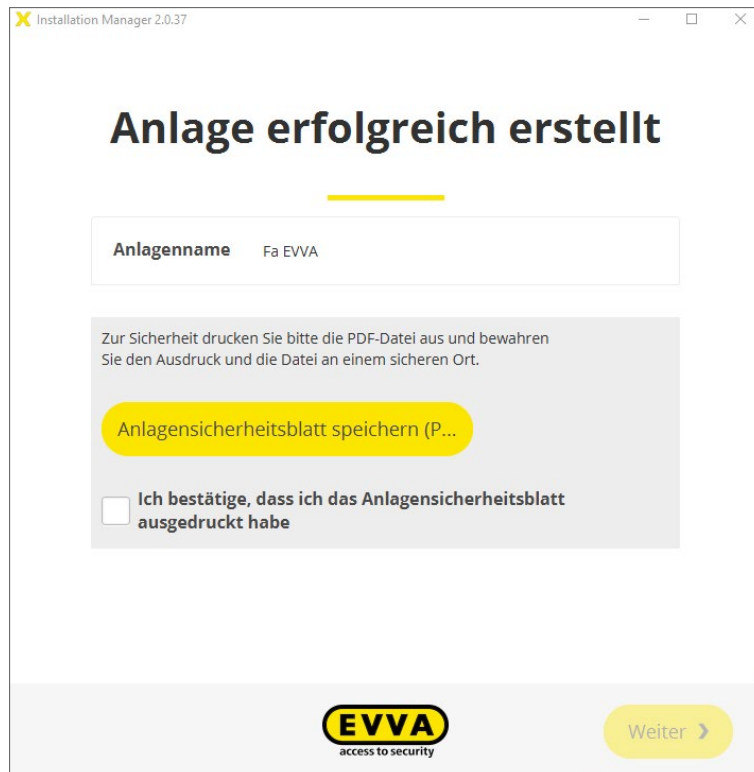 Installation Manager 2.0.37
Anlage erfolgreich erstellt
Anlagenname Fa EVVA
Zur Sicherheit drucken Sie bitte die PDF-Datei aus und bewahren
Sie den Ausdruck und die Datei an einem sicheren Ort.
Anlagensicherheitsblatt speichern (P...
Ich bestätige, dass ich das Anlagensicherheitsblatt
ausgedruckt habe
EVVA
access to security
Weiter